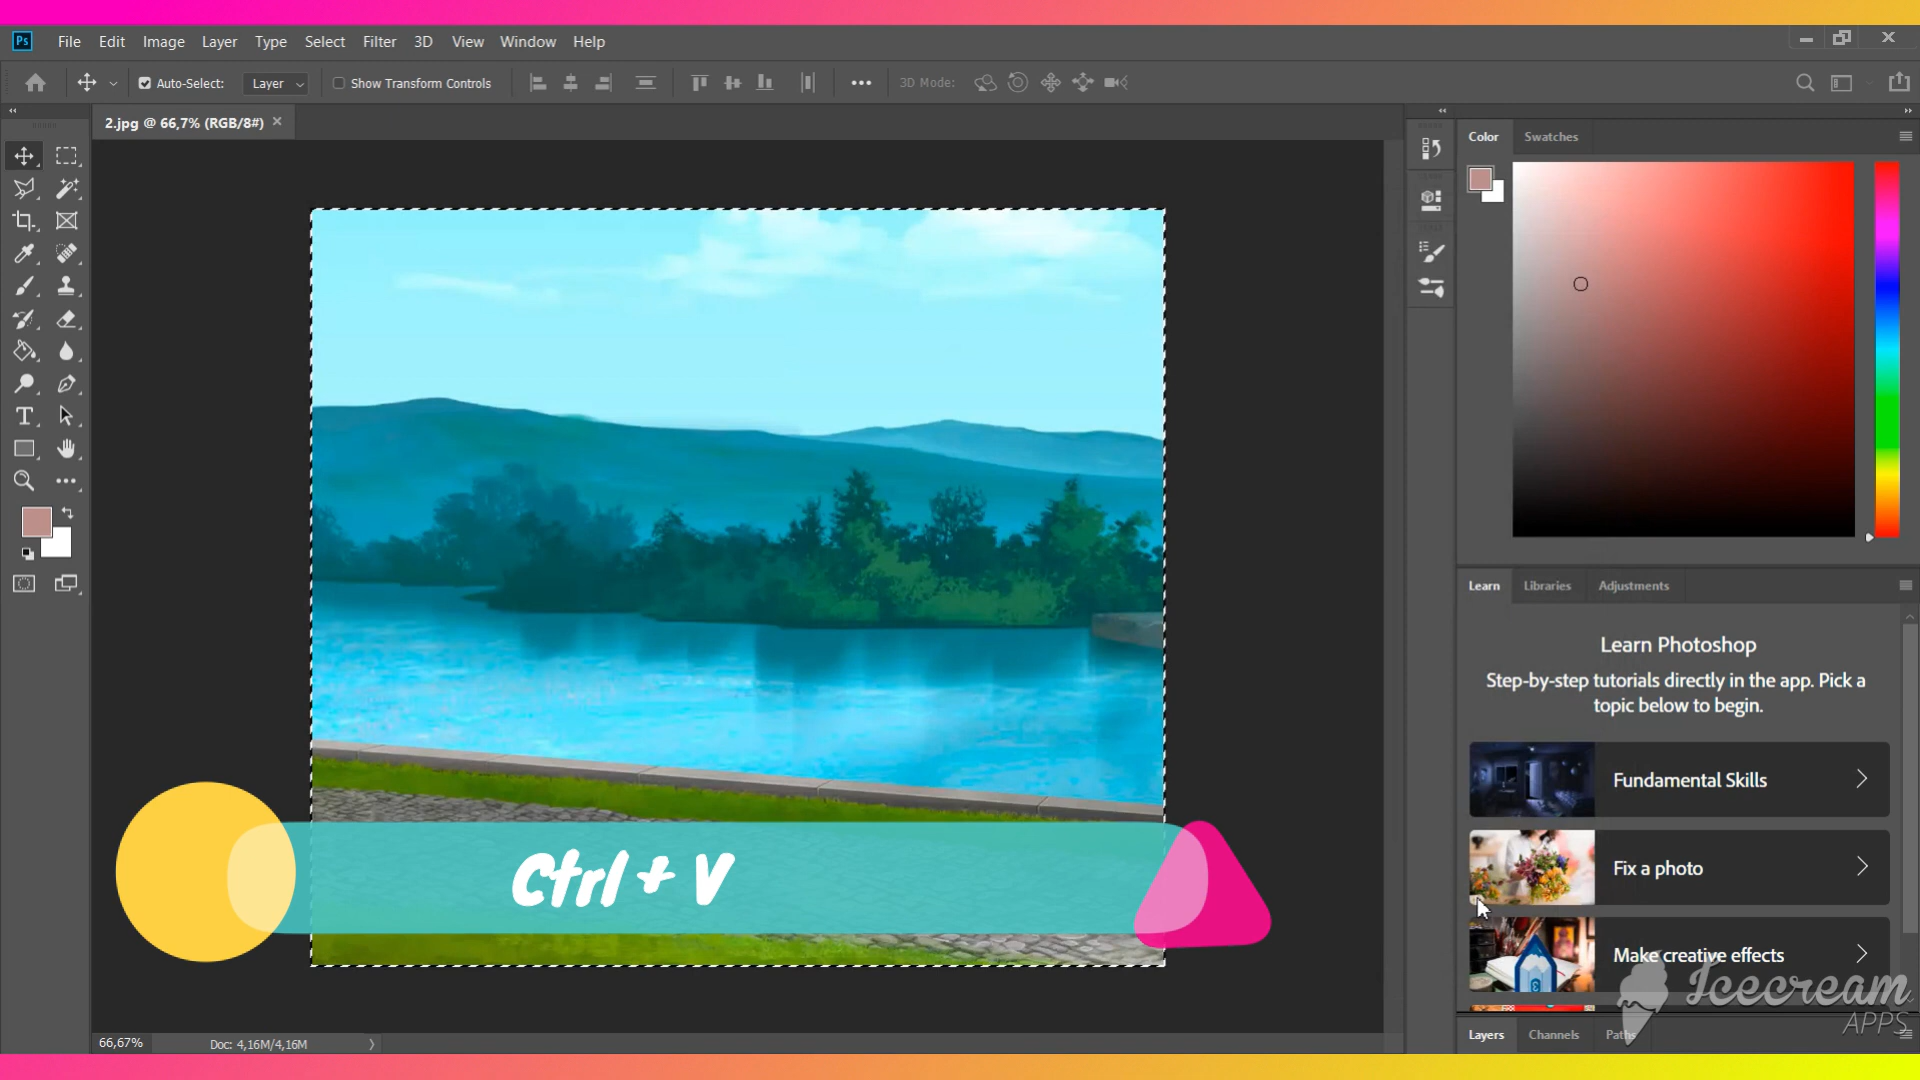 Ps File Edit Image Layer Type Select Filter 3D View Window Help
Auto-Select: Layer Show Transform Controls 3D Mode:
2.jpg @ 66,7% (RGB/8#)
Color Swatches
Learn Libraries Adjustments
Learn Photoshop
Step-by-step tutorials directly in the app. Pick a
topic below to begin.
Fundamental Skills
Fix a photo
Make creative effects
Ctrl + V
Icecream
APPS
Layers Channels Paths
66,67% Doc: 4,16M/4,16M